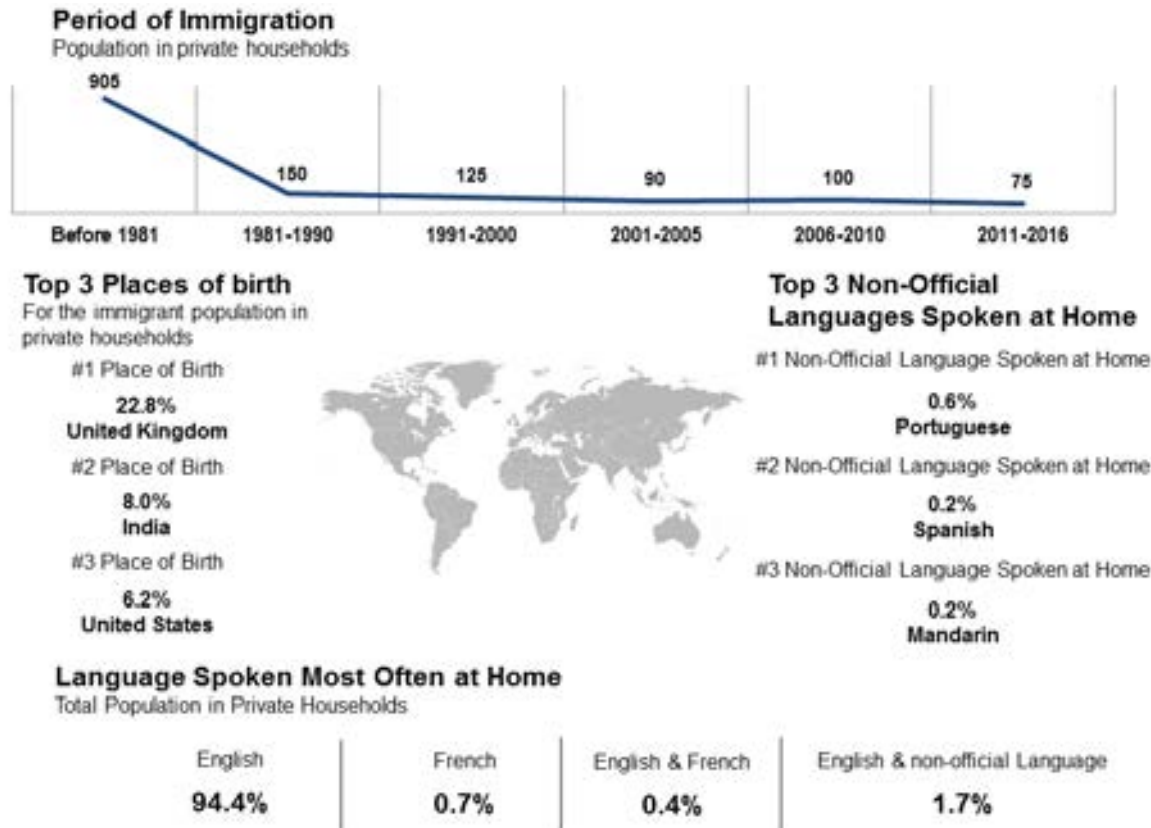 Period of Immigration
Population in private households
905
150
125
90
100
75
Before 1981
1981-1990
1991-2000
2001-2005
2006-2010
2011-2016
Top 3 Places of birth
For the immigrant population in
private households
#1 Place of Birth
22.8%
United Kingdom
#2 Place of Birth
8.0%
India
#3 Place of Birth
6.2%
United States
Top 3 Non-Official
Languages Spoken at Home
#1 Non-Official Language Spoken at Home
0.6%
Portuguese
#2 Non-Official Language Spoken at Home
0.2%
Spanish
#3 Non-Official Language Spoken at Home
0.2%
Mandarin
Language Spoken Most Often at Home
Total Population in Private Households
English
94.4%
French
0.7%
English & French
0.4%
English & non-official Language
1.7%